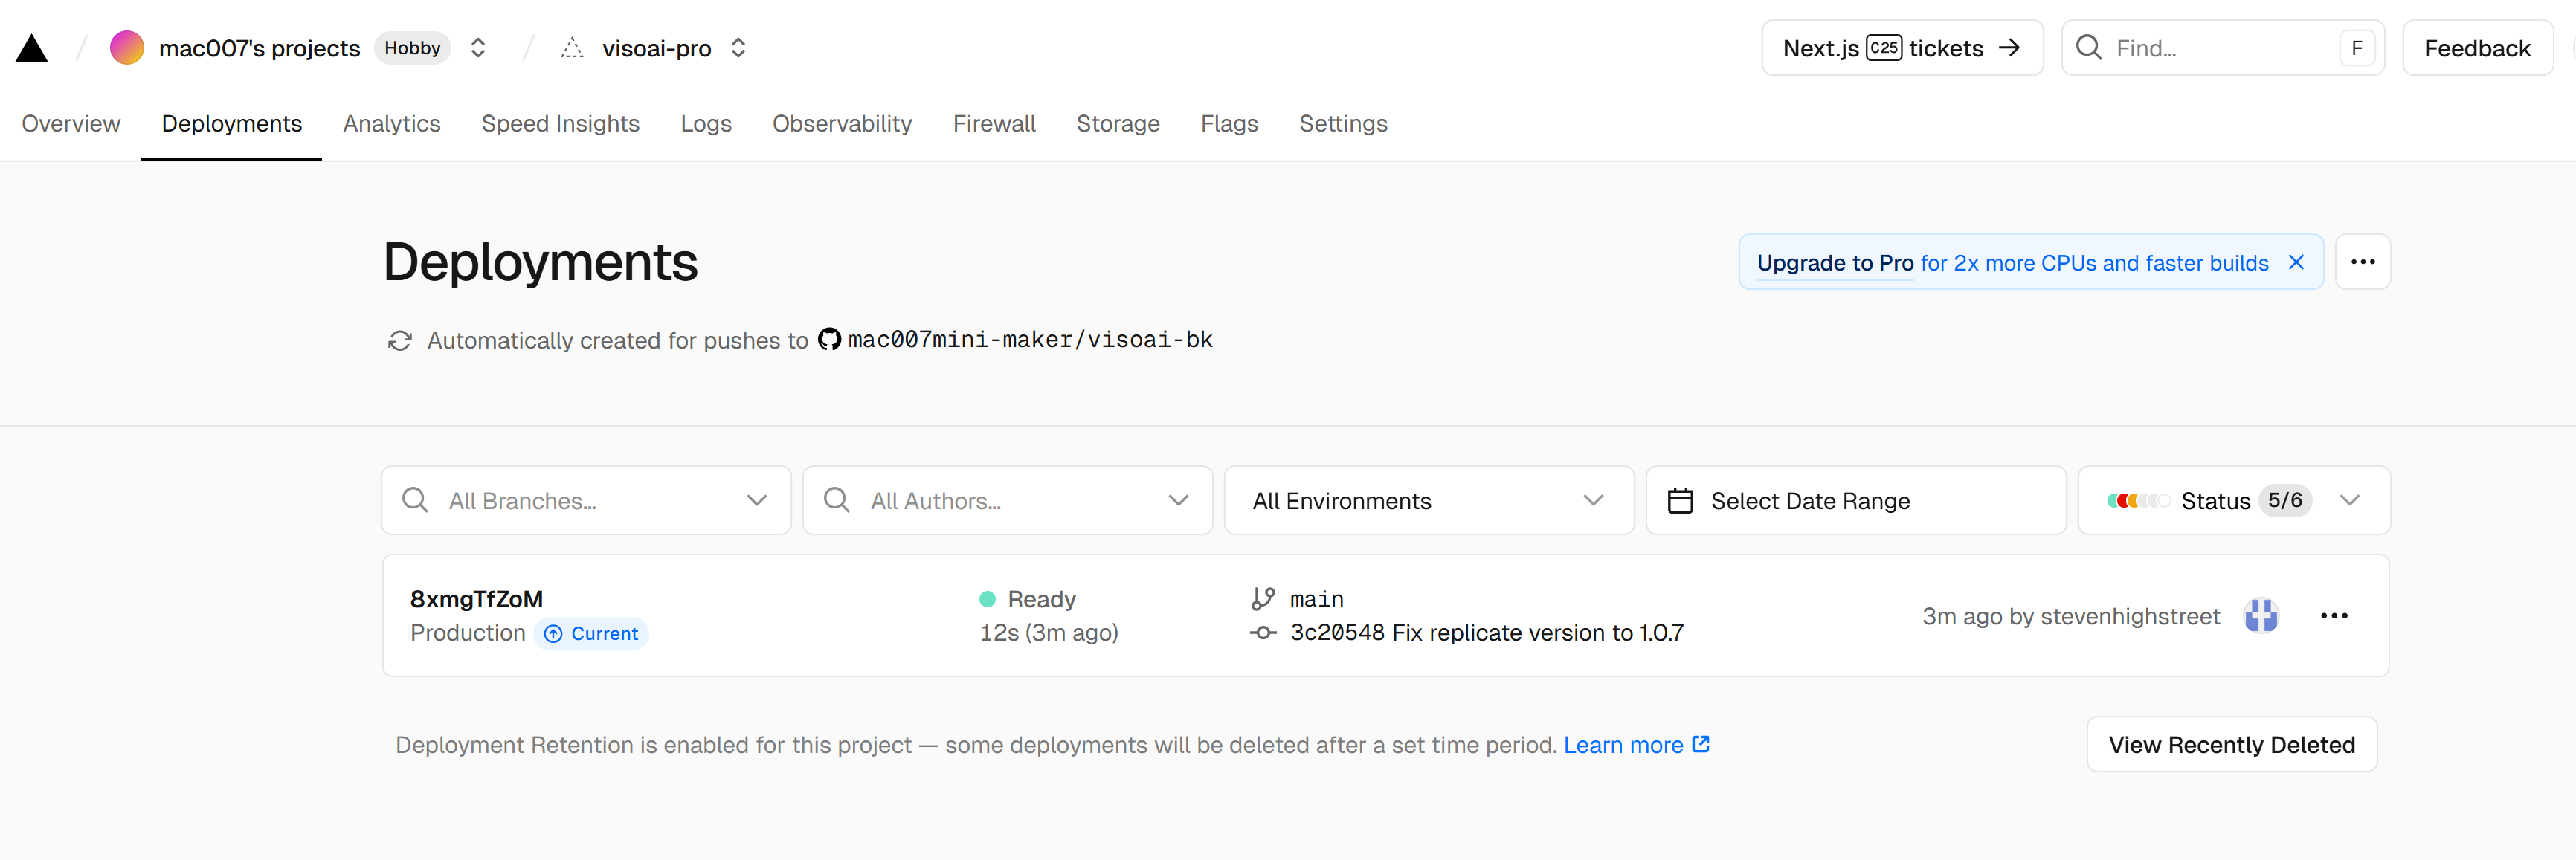 mac007's projects Hobby visoai-pro Next.js C25 tickets → Find... F Feedback
Overview Deployments Analytics Speed Insights Logs Observability Firewall Storage Flags Settings
Deployments
Upgrade to Pro for 2x more CPUs and faster builds
Automatically created for pushes to mac007mini-maker/visoai-bk
All Branches... All Authors... All Environments Select Date Range Status 5/6
8xmgTfZoM Ready main
Production Current 12s (3m ago) 3c20548 Fix replicate version to 1.0.7
3m ago by stevenhighstreet
Deployment Retention is enabled for this project — some deployments will be deleted after a set time period. Learn more
View Recently Deleted